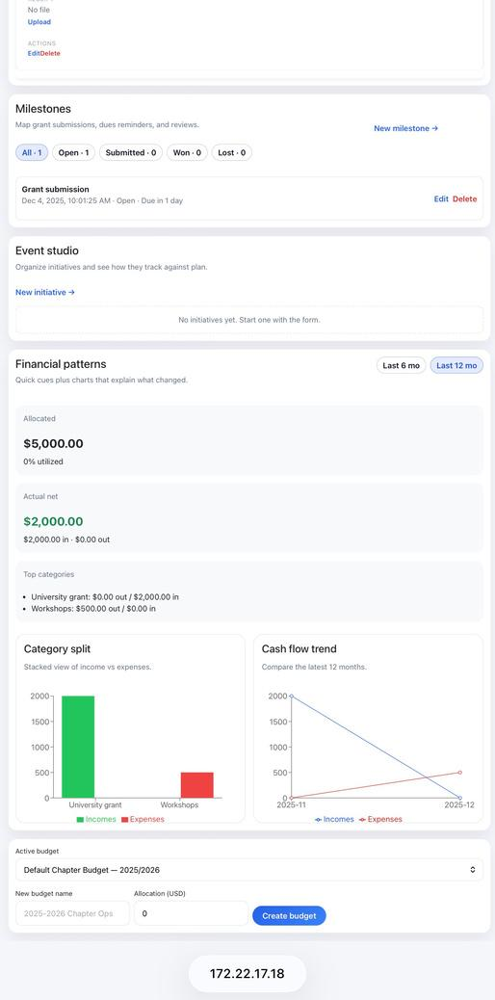 No file
Upload
ACTIONS
EditDelete
Milestones
Map grant submissions, dues reminders, and reviews.
New milestone →
All · 1
Open · 1
Submitted · 0
Won · 0
Lost · 0
Grant submission
Dec 4, 2025, 10:01:25 AM · Open · Due in 1 day
Edit Delete
Event studio
Organize initiatives and see how they track against plan.
New initiative →
No initiatives yet. Start one with the form.
Financial patterns
Last 6 mo
Last 12 mo
Quick cues plus charts that explain what changed.
Allocated
$5,000.00
0% utilized
Actual net
$2,000.00
$2,000.00 in · $0.00 out
Top categories
• University grant: $0.00 out / $2,000.00 in
• Workshops: $500.00 out / $0.00 in
Category split
Stacked view of income vs expenses.
2000
1500
1000
500
0
University grant
Workshops
Incomes
Expenses
Cash flow trend
Compare the latest 12 months.
2000
1500
1000
500
0
2025-11
2025-12
Incomes
Expenses
Active budget
Default Chapter Budget — 2025/2026
New budget name
Allocation (USD)
2025-2026 Chapter Ops
0
Create budget
172.22.17.18